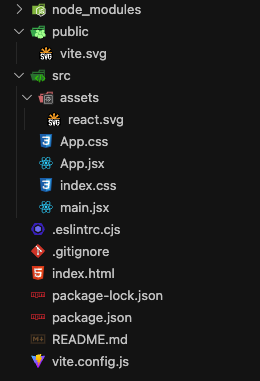 node_modules
public
vite.svg
src
assets
react.svg
App.css
App.jsx
index.css
main.jsx
.eslintrc.cjs
.gitignore
index.html
package-lock.json
package.json
README.md
vite.config.js